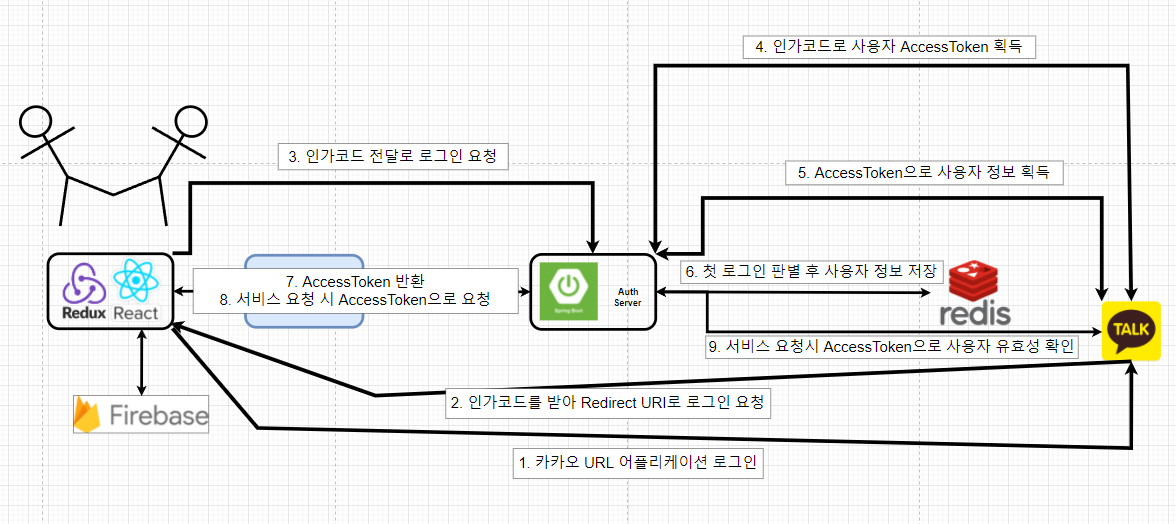 4. 인가코드로 사용자 AccessToken 획득
3. 인가코드 전달로 로그인 요청
5. AccessToken으로 사용자 정보 획득
Redux React
7. AccessToken 반환
8. 서비스 요청 시 AccessToken으로 요청
Spring Boot
Auth
Server
6. 첫 로그인 판별 후 사용자 정보 저장
redis
TALK
9. 서비스 요청시 AccessToken으로 사용자 유효성 확인
Firebase
2. 인가코드를 받아 Redirect URI로 로그인 요청
1. 카카오 URL 어플리케이션 로그인